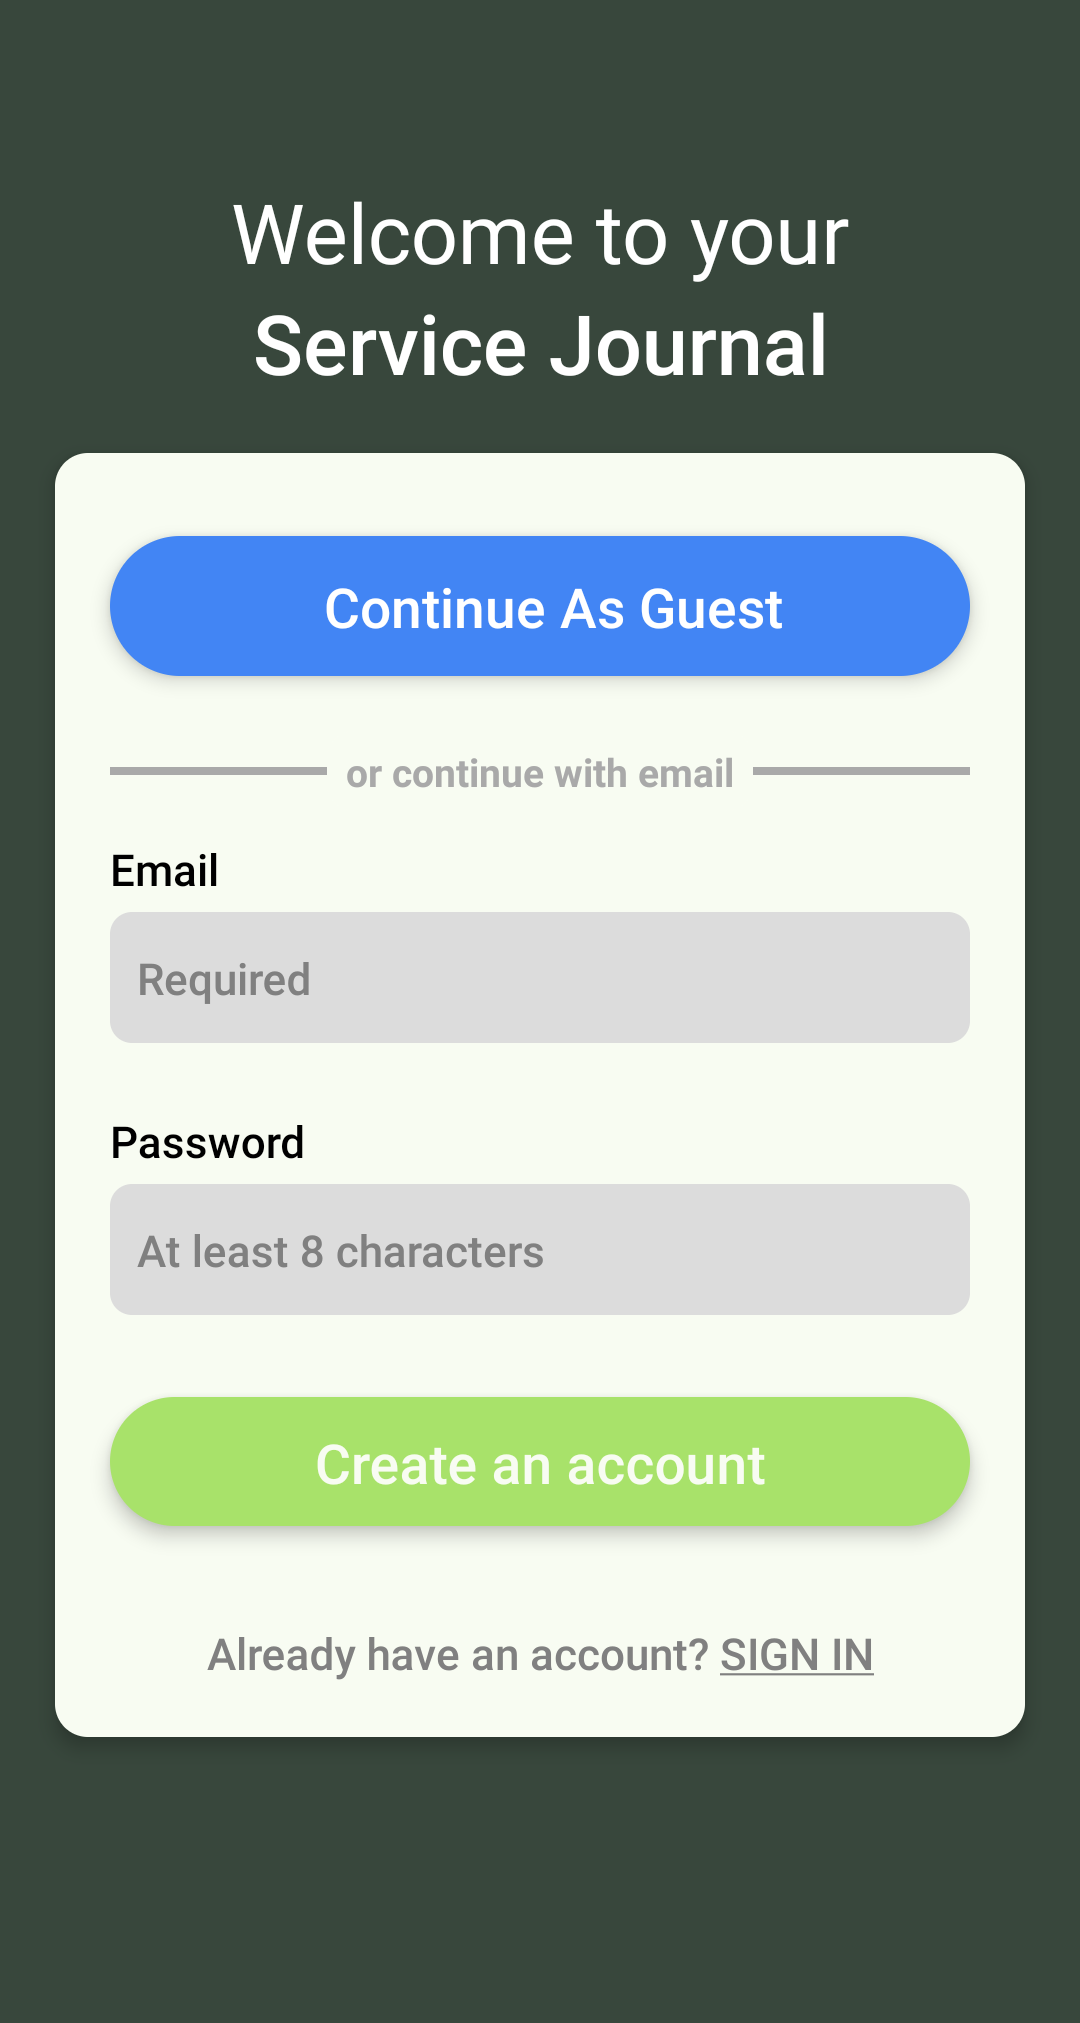 Welcome to your
Service Journal
Continue As Guest
or continue with email
Email
Required
Password
At least 8 characters
Create an account
Already have an account? SIGN IN